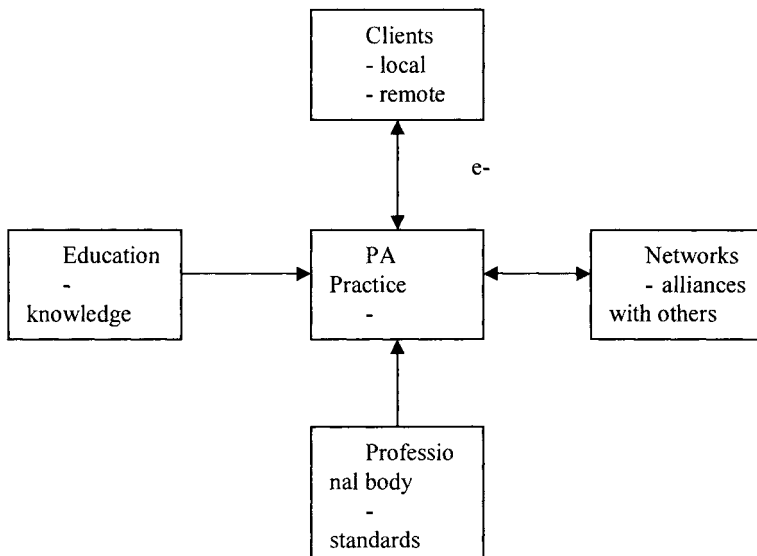 Clients
- local
- remote
e-
Education
-
knowledge
PA
Practice
-
Networks
- alliances
with others
Professio
nal body
-
standards